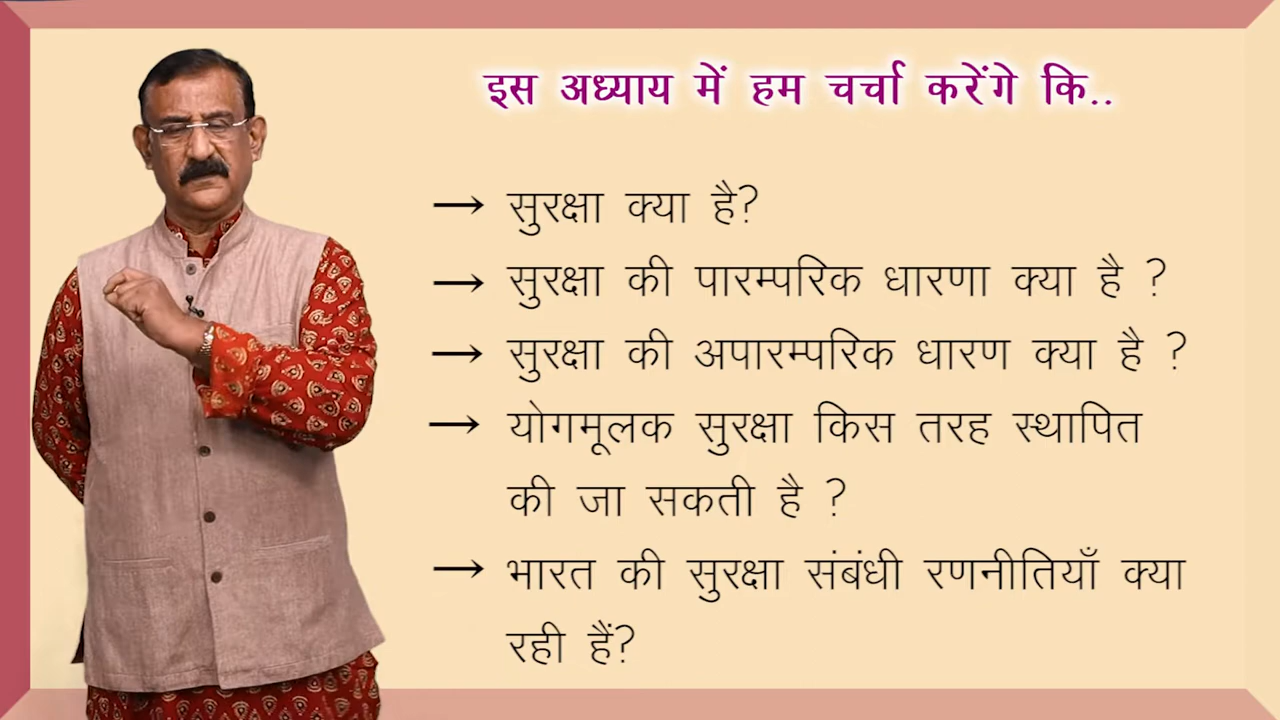 इस अध्याय में हम चर्चा करेंगे कि..
→ सुरक्षा क्या है?
→ सुरक्षा की पारम्परिक धारणा क्या है ?
→ सुरक्षा की अपारम्परिक धारण क्या है ?
→ योगमूलक सुरक्षा किस तरह स्थापित
की जा सकती है ?
→ भारत की सुरक्षा संबंधी रणनीतियाँ क्या
रही हैं?